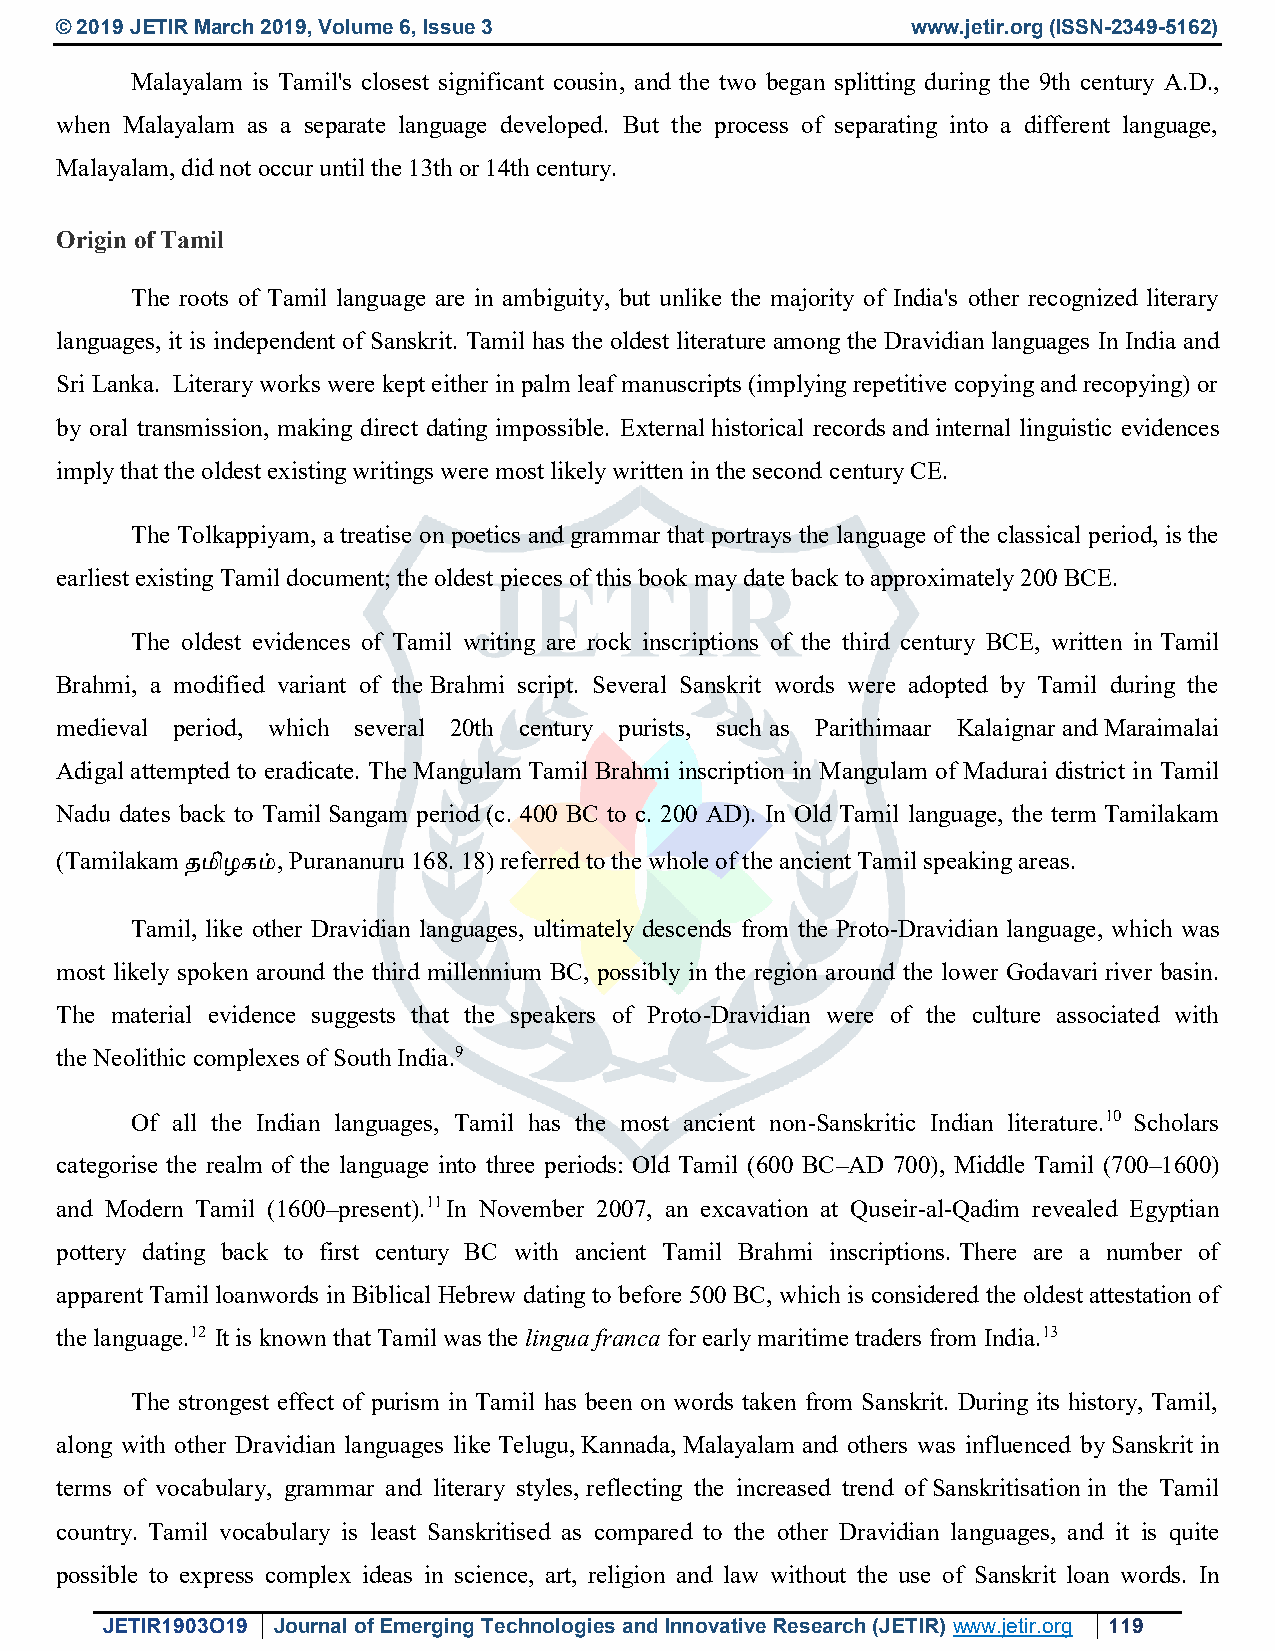 © 2019 JETIR March 2019, Volume 6, Issue 3 www.jetir.org (ISSN-2349-5162)
Malayalam is Tamil's closest significant cousin, and the two began splitting during the 9th century A.D.,
when Malayalam as a separate language developed. But the process of separating into a different language,
Malayalam, did not occur until the 13th or 14th century.
Origin of Tamil
The roots of Tamil language are in ambiguity, but unlike the majority of India's other recognized literary
languages, it is independent of Sanskrit. Tamil has the oldest literature among the Dravidian languages In India and
Sri Lanka. Literary works were kept either in palm leaf manuscripts (implying repetitive copying and recopying) or
by oral transmission, making direct dating impossible. External historical records and internal linguistic evidences
imply that the oldest existing writings were most likely written in the second century CE.
The Tolkappiyam, a treatise on poetics and grammar that portrays the language of the classical period, is the
earliest existing Tamil document; the oldest pieces of this book may date back to approximately 200 BCE.
JETIR
The oldest evidences of Tamil writing are rock inscriptions of the third century BCE, written in Tamil
Brahmi, a modified variant of the Brahmi script. Several Sanskrit words were adopted by Tamil during the
medieval period, which several 20th century purists, such as Parithimaar Kalaignar and Maraimalai
Adigal attempted to eradicate. The Mangulam Tamil Brahmi inscription in Mangulam of Madurai district in Tamil
Nadu dates back to Tamil Sangam period (c. 400 BC to c. 200 AD). In Old Tamil language, the term Tamilakam
(Tamilakam தமிழகம், Purananuru 168. 18) referred to the whole of the ancient Tamil speaking areas.
Tamil, like other Dravidian languages, ultimately descends from the Proto-Dravidian language, which was
most likely spoken around the third millennium BC, possibly in the region around the lower Godavari river basin.
The material evidence suggests that the speakers of Proto-Dravidian were of the culture associated with
the Neolithic complexes of South India.9
Of all the Indian languages, Tamil has the most ancient non-Sanskritic Indian literature.10 Scholars
categorise the realm of the language into three periods: Old Tamil (600 BC–AD 700), Middle Tamil (700–1600)
and Modern Tamil (1600–present).11 In November 2007, an excavation at Quseir-al-Qadim revealed Egyptian
pottery dating back to first century BC with ancient Tamil Brahmi inscriptions. There are a number of
apparent Tamil loanwords in Biblical Hebrew dating to before 500 BC, which is considered the oldest attestation of
the language.12 It is known that Tamil was the lingua franca for early maritime traders from India.13
The strongest effect of purism in Tamil has been on words taken from Sanskrit. During its history, Tamil,
along with other Dravidian languages like Telugu, Kannada, Malayalam and others was influenced by Sanskrit in
terms of vocabulary, grammar and literary styles, reflecting the increased trend of Sanskritisation in the Tamil
country. Tamil vocabulary is least Sanskritised as compared to the other Dravidian languages, and it is quite
possible to express complex ideas in science, art, religion and law without the use of Sanskrit loan words. In
JETIR1903O19 Journal of Emerging Technologies and Innovative Research (JETIR) www.jetir.org 119